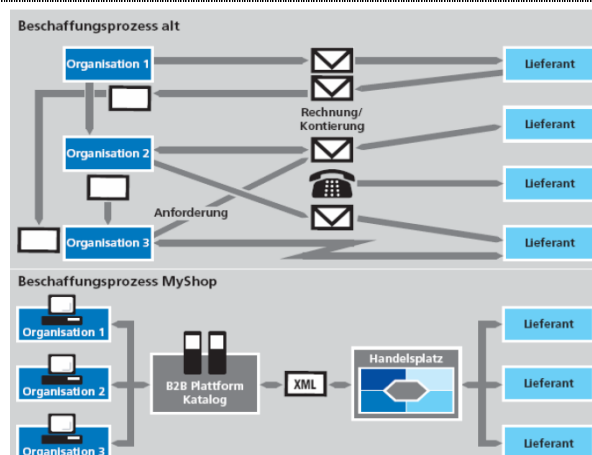 Beschaffungsprozess alt
Organisation 1
Lieferant
Rechnung/
Kontierung
Lieferant
Organisation 2
Lieferant
Anforderung
Organisation 3
Lieferant
Beschaffungsprozess MyShop
Organisation 1
Lieferant
Handelsplatz
B2B Plattform
Katalog
XML
Organisation 2
Lieferant
Organisation 3
Lieferant